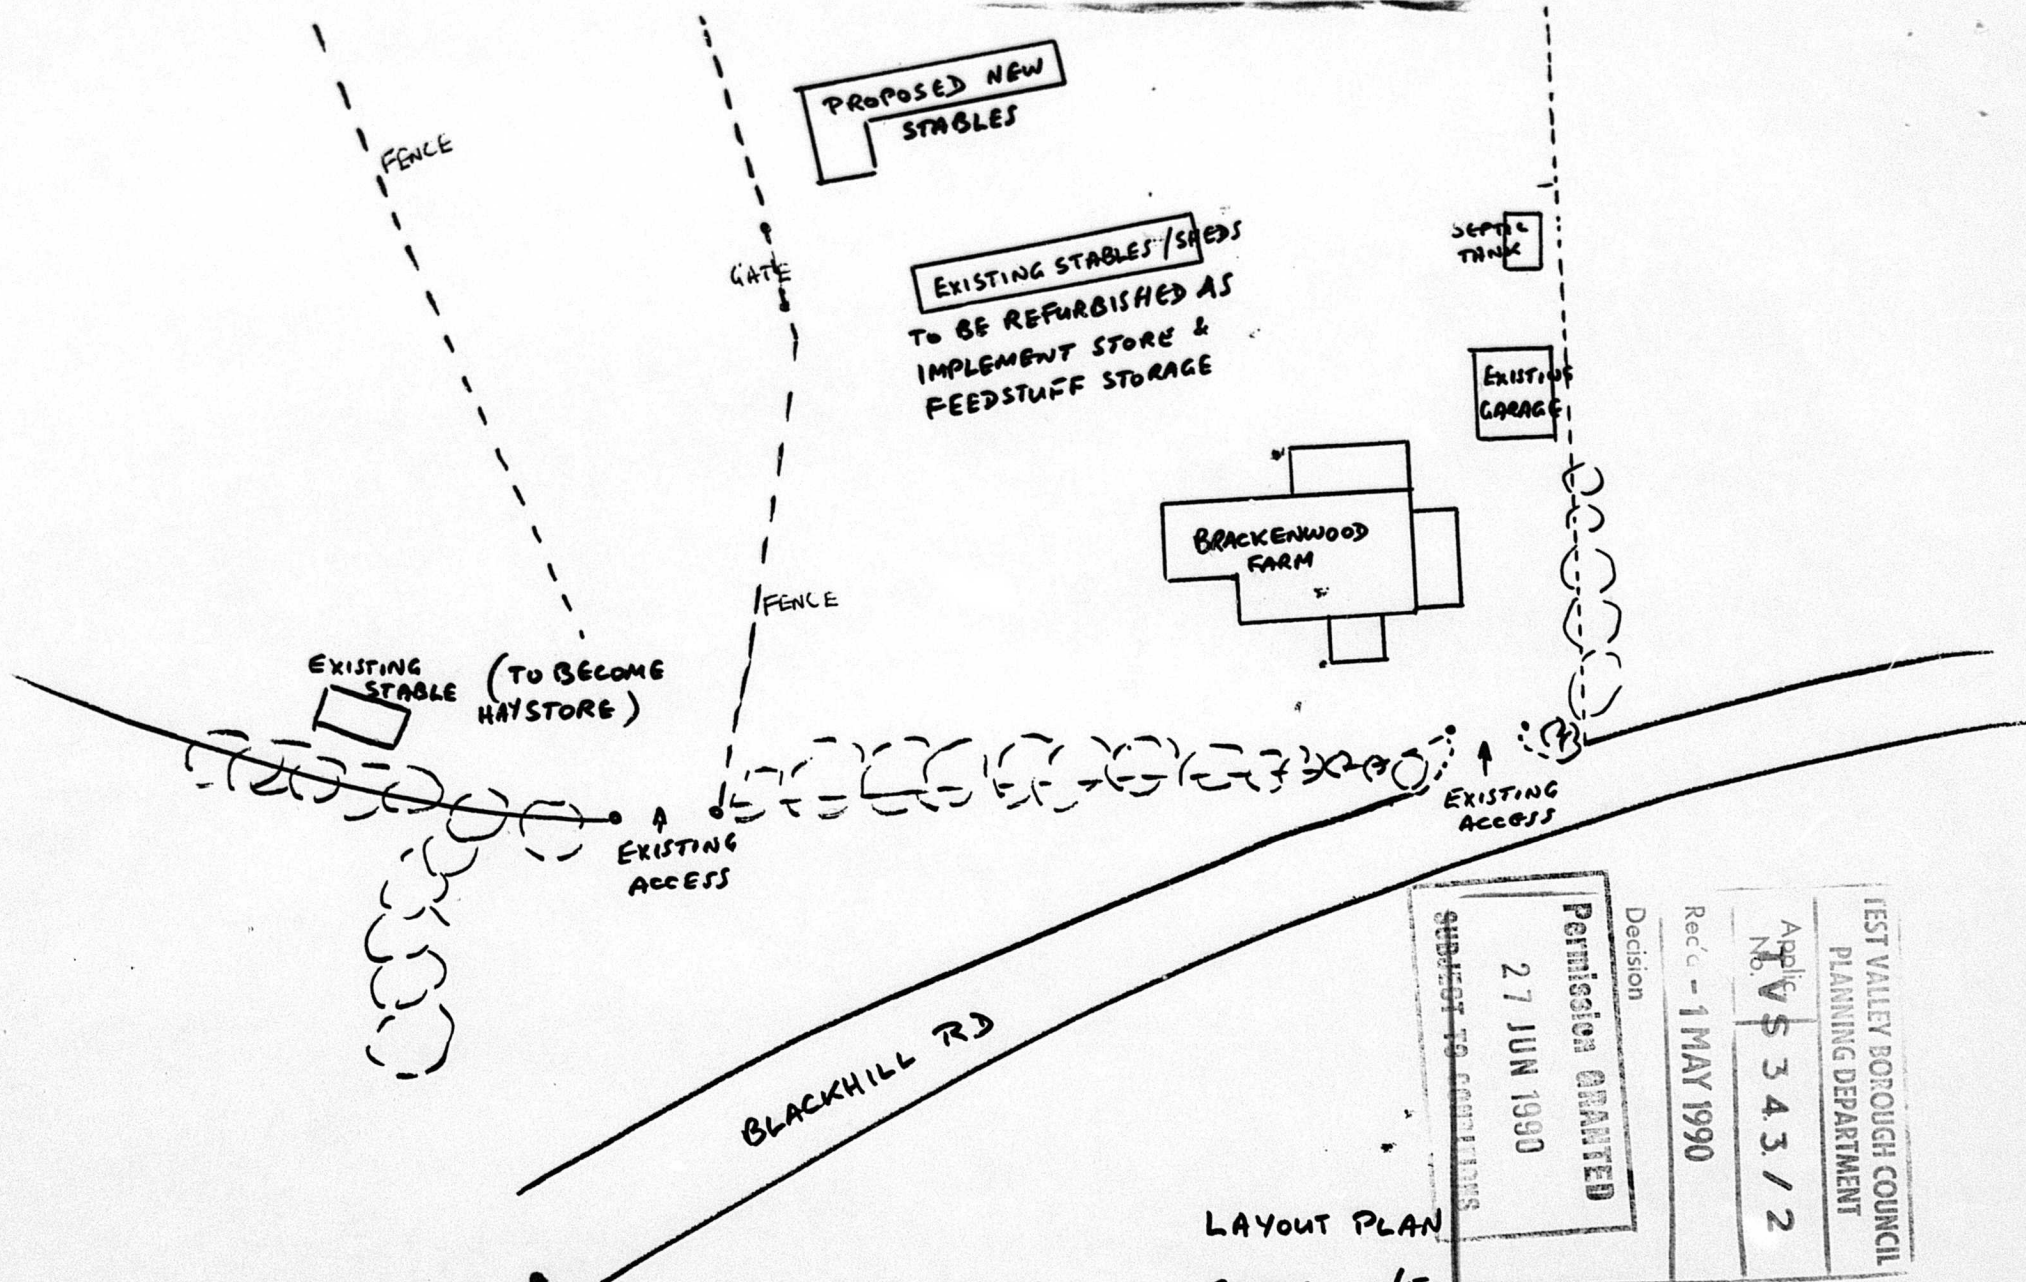 PROPOSED NEW
STABLES
FENCE
GATE
EXISTING STABLES/SHEDS
TO BE REFURBISHED AS
IMPLEMENT STORE &
FEEDSTUFF STORAGE
SEPTIC
TANK
EXISTING
GARAGE
BRACKENWOOD
FARM
FENCE
EXISTING
STABLE
(TO BECOME
HAYSTORE)
EXISTING
ACCESS
EXISTING
ACCESS
BLACKHILL RD
LAYOUT PLAN
TEST VALLEY BOROUGH COUNCIL
PLANNING DEPARTMENT
Applic.
No.
TVS 343/2
Rec'd - 1 MAY 1990
Decision
Permission GRANTED
27 JUN 1990
SUBJECT TO CONDITIONS